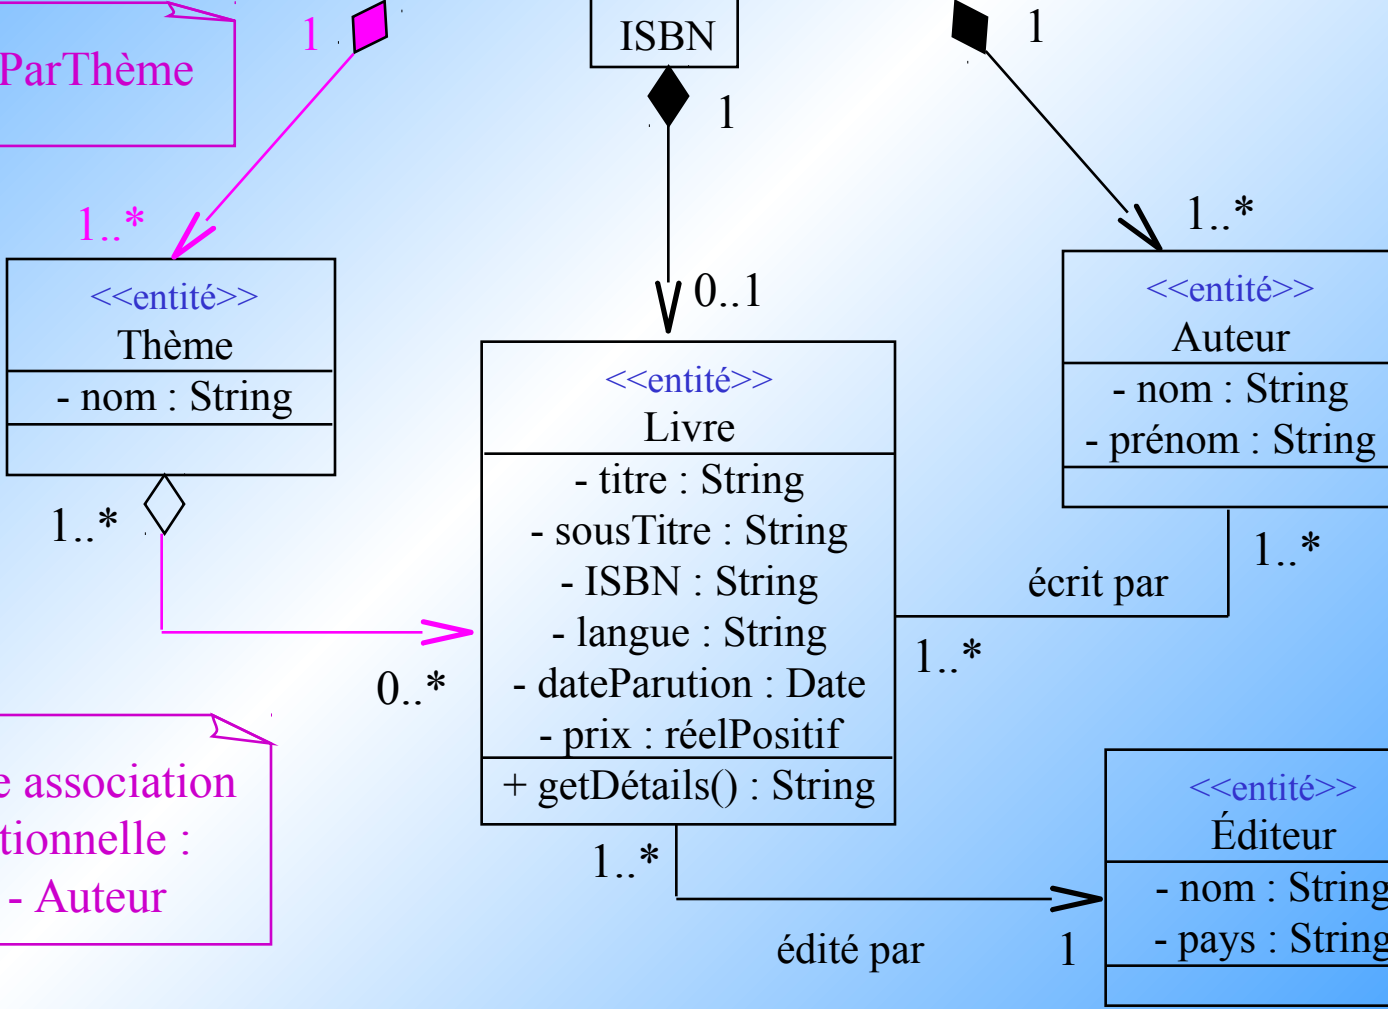 1
ISBN
1
ParThème
1
1..*
1..*
0..1
<<entité>>
Thème
- nom : String
<<entité>>
Auteur
- nom : String
- prénom : String
<<entité>>
Livre
- titre : String
- sousTitre : String
- ISBN : String
- langue : String
- dateParution : Date
- prix : réelPositif
+ getDétails() : String
1..*
1..*
écrit par
1..*
0..*
e association
tionnelle :
- Auteur
1..*
édité par
1
<<entité>>
Éditeur
- nom : String
- pays : String